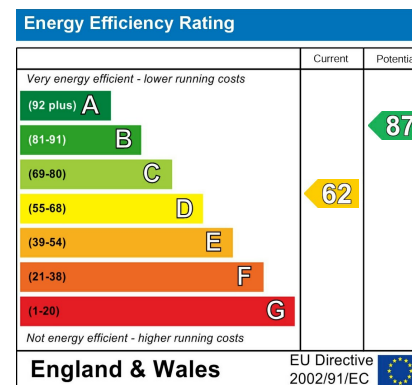 Energy Efficiency Rating
Current Potentia
Very energy efficient - lower running costs
(92 plus) A
(81-91) B
87
(69-80) C
62
(55-68) D
(39-54) E
(21-38) F
(1-20) G
Not energy efficient - higher running costs
England & Wales
EU Directive
2002/91/EC